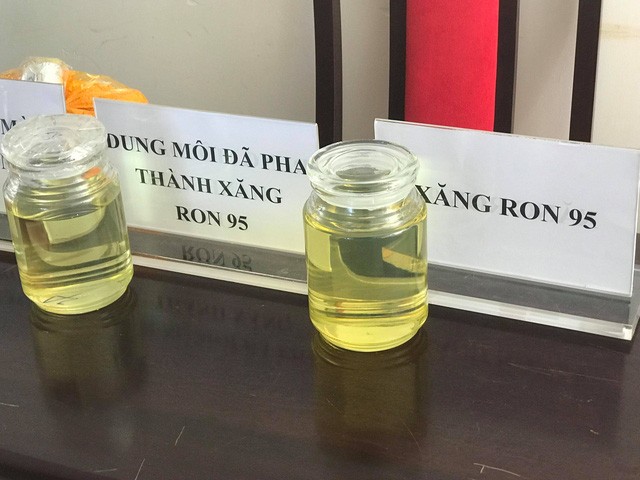 DUNG MÔI ĐÃ PHA
THÀNH XĂNG
RON 95
XĂNG RON 95